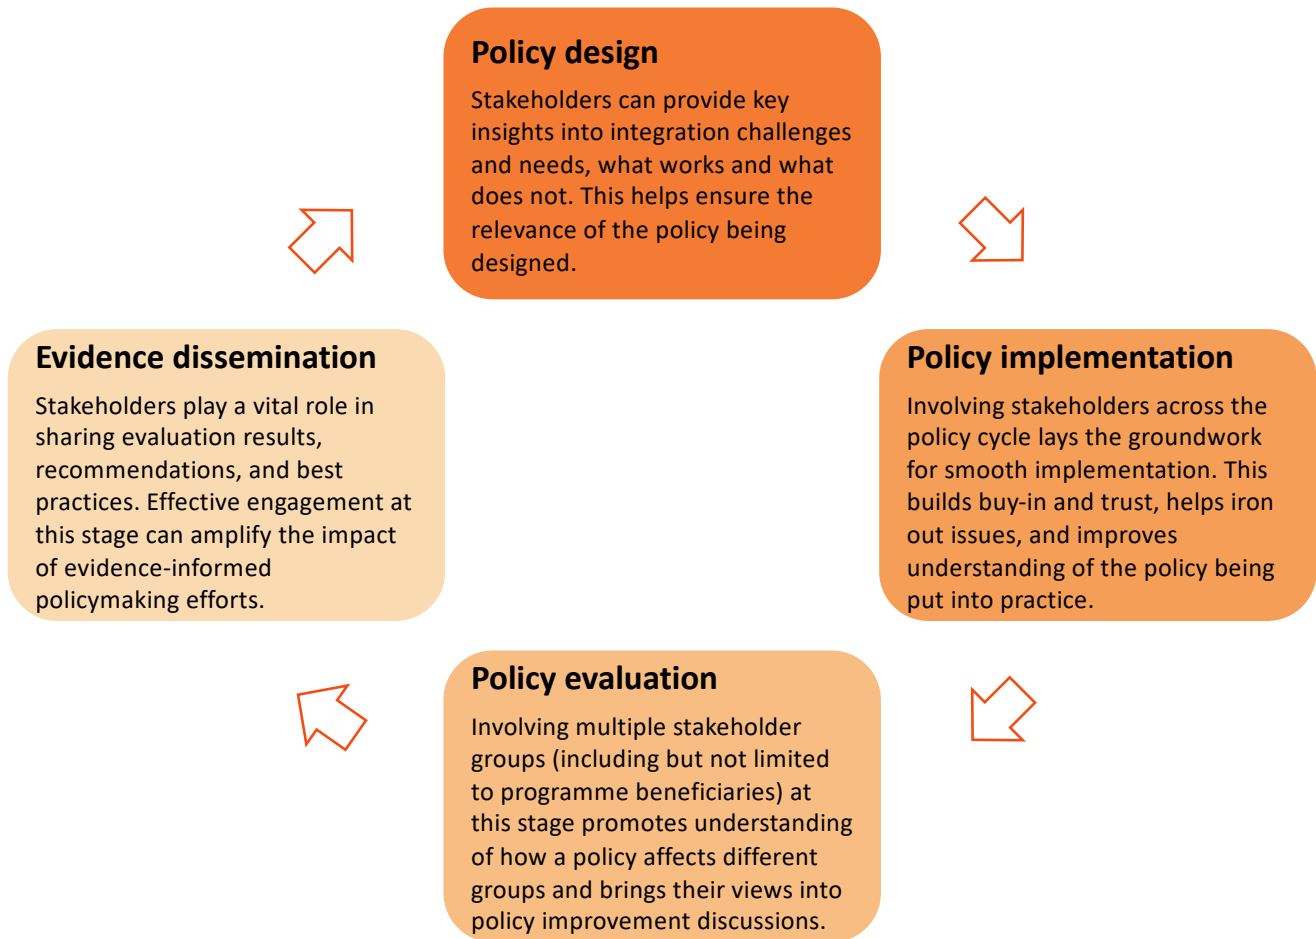 Policy design
Stakeholders can provide key
insights into integration challenges
and needs, what works and what
does not. This helps ensure the
relevance of the policy being
designed.
Evidence dissemination
Stakeholders play a vital role in
sharing evaluation results,
recommendations, and best
practices. Effective engagement at
this stage can amplify the impact
of evidence-informed
policymaking efforts.
Policy implementation
Involving stakeholders across the
policy cycle lays the groundwork
for smooth implementation. This
builds buy-in and trust, helps iron
out issues, and improves
understanding of the policy being
put into practice.
Policy evaluation
Involving multiple stakeholder
groups (including but not limited
to programme beneficiaries) at
this stage promotes understanding
of how a policy affects different
groups and brings their views into
policy improvement discussions.